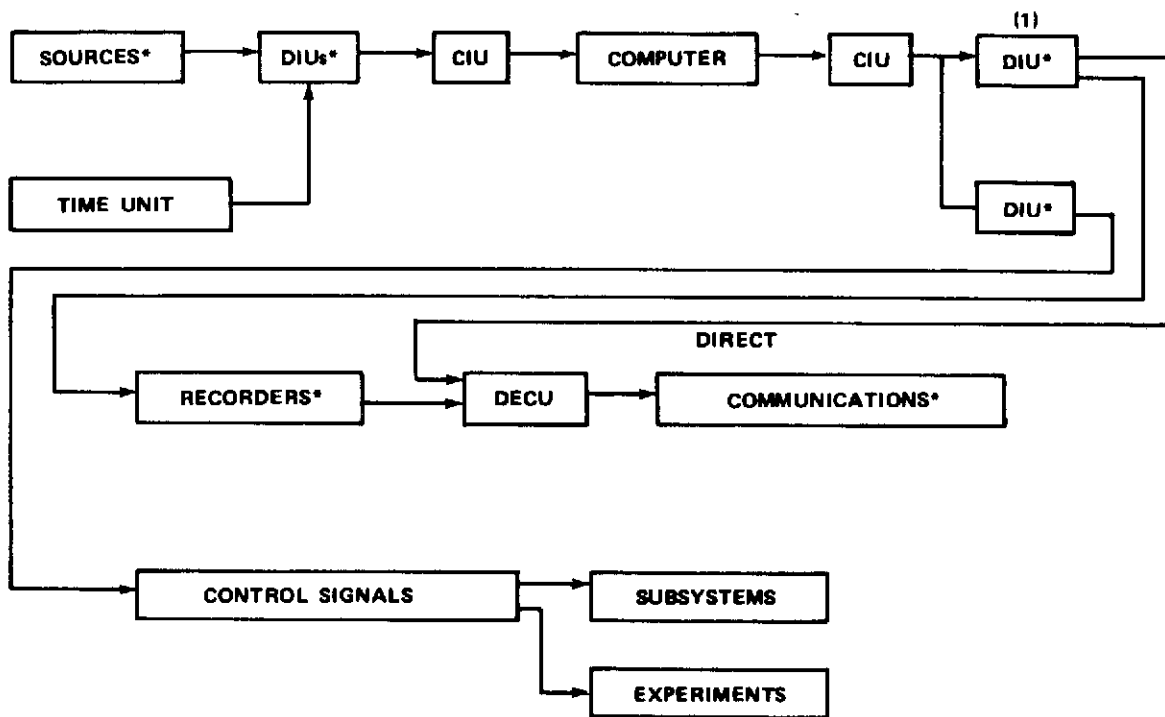 (1)
SOURCES*
DIUs*
CIU
COMPUTER
CIU
DIU*
TIME UNIT
DIU*
DIRECT
RECORDERS*
DECU
COMMUNICATIONS*
CONTROL SIGNALS
SUBSYSTEMS
EXPERIMENTS